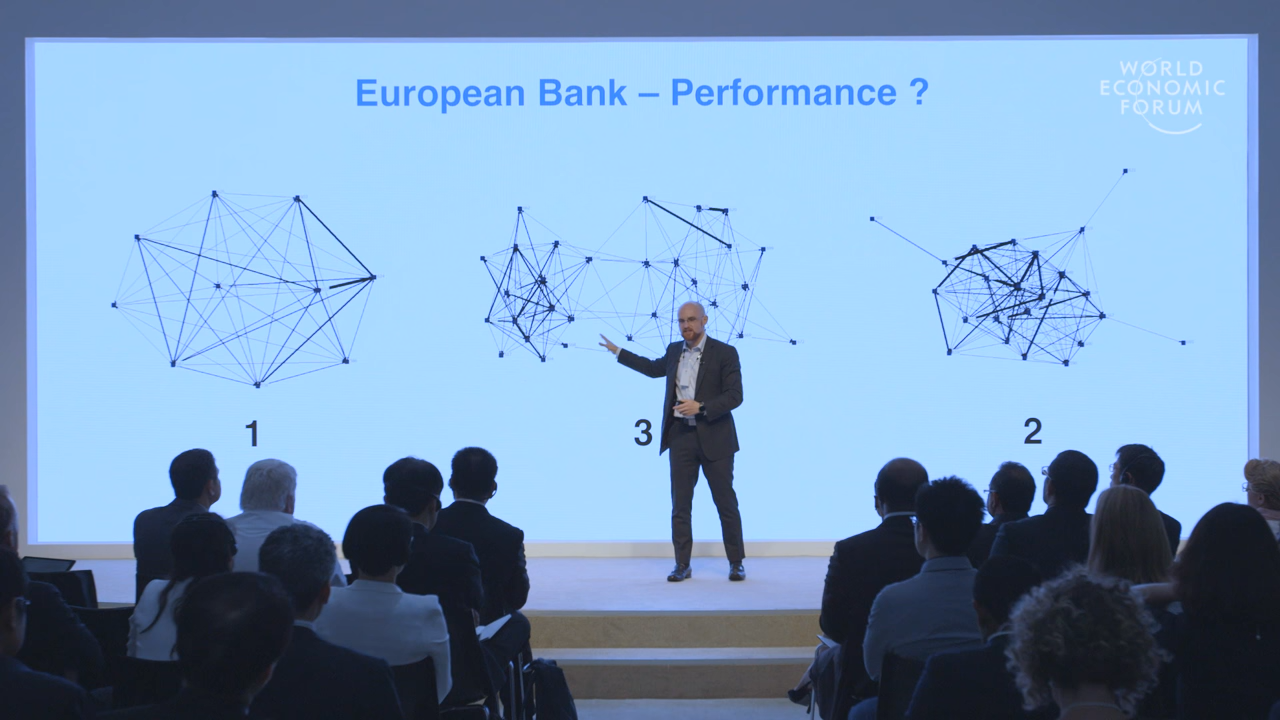 European Bank – Performance ?
WORLD
ECONOMIC
FORUM
1
3
2